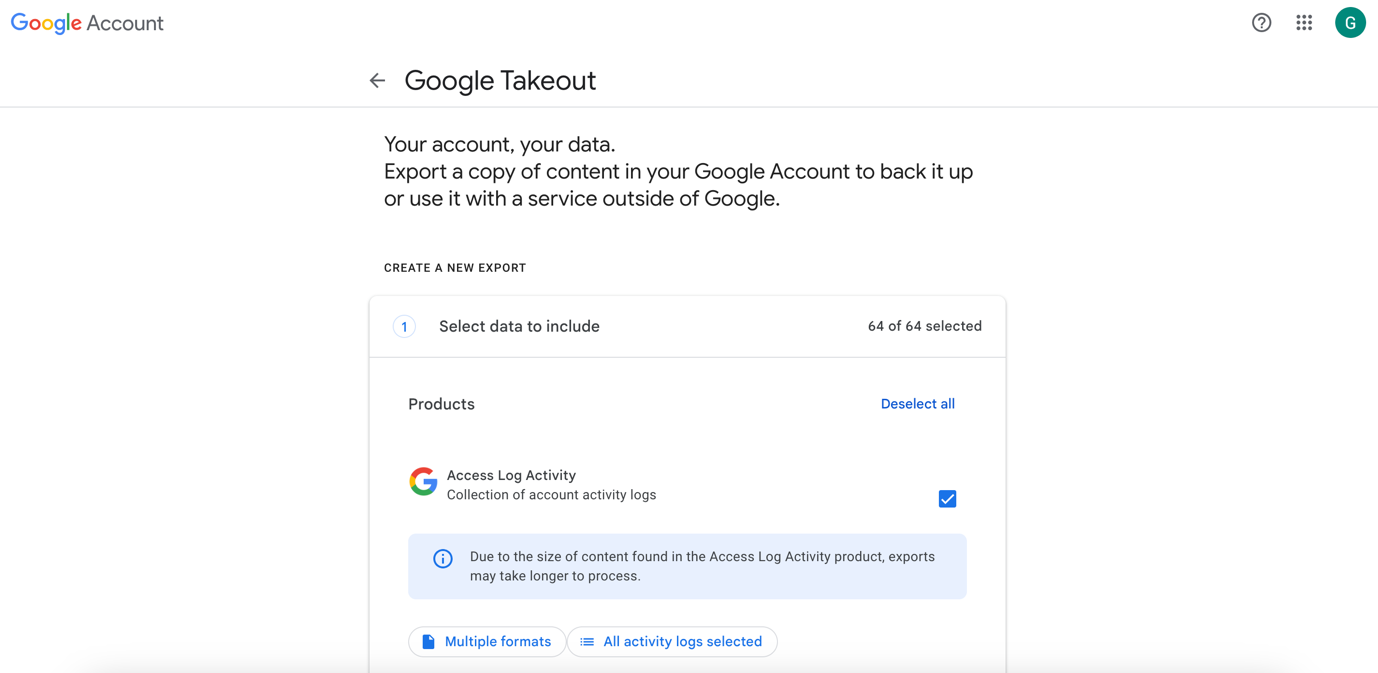 Google Account
G
Google Takeout
Your account, your data.
Export a copy of content in your Google Account to back it up
or use it with a service outside of Google.
CREATE A NEW EXPORT
1
Select data to include
64 of 64 selected
Products
Deselect all
Access Log Activity
Collection of account activity logs
Due to the size of content found in the Access Log Activity product, exports
may take longer to process.
Multiple formats
All activity logs selected